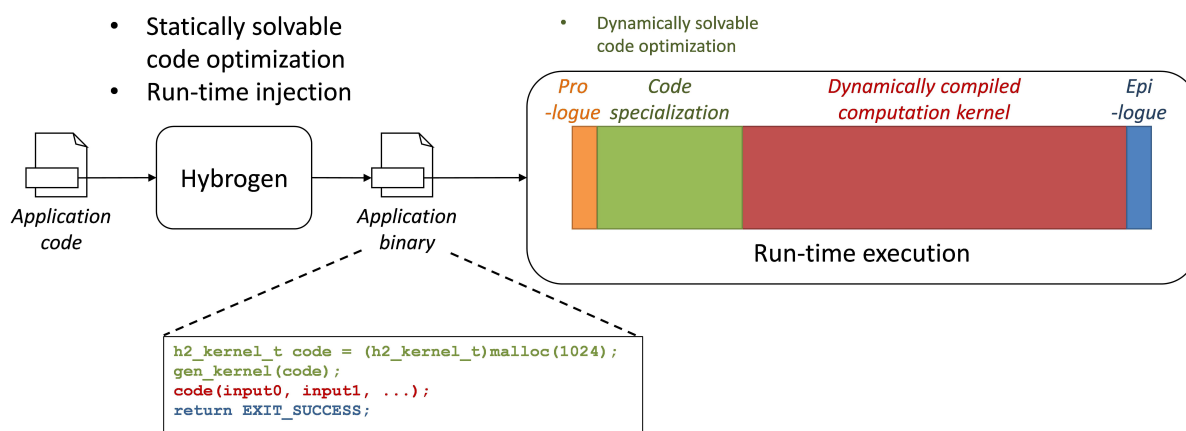 • Statically solvable
code optimization
• Run-time injection
• Dynamically solvable
code optimization
Pro
-logue
Code
specialization
Dynamically compiled
computation kernel
Epi
-logue
Hybrogen
Application
code
Application
binary
Run-time execution
h2_kernel_t code = (h2_kernel_t)malloc(1024);
gen_kernel(code);
code(input0, input1, ...);
return EXIT_SUCCESS;